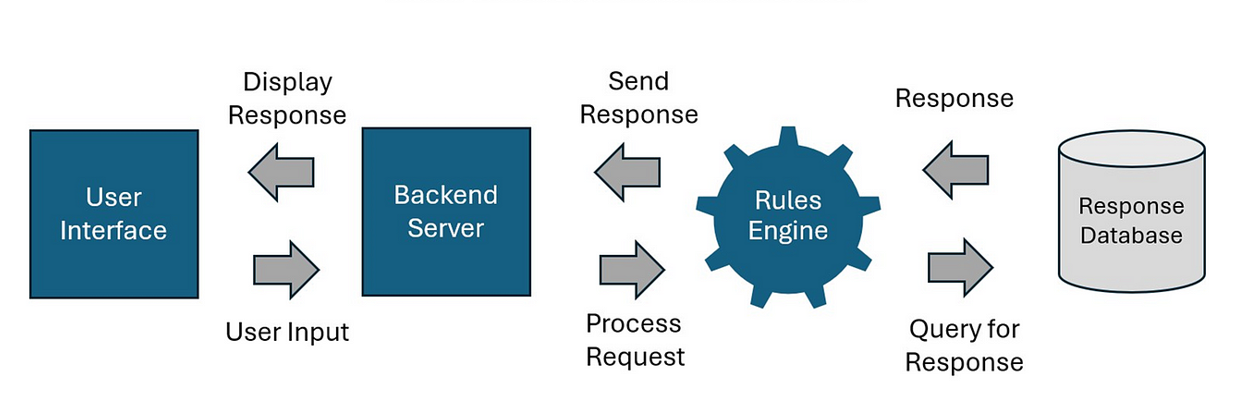 Display
Response
Send
Response
Response
User
Interface
Backend
Server
Rules
Engine
Response
Database
User Input
Process
Request
Query for
Response